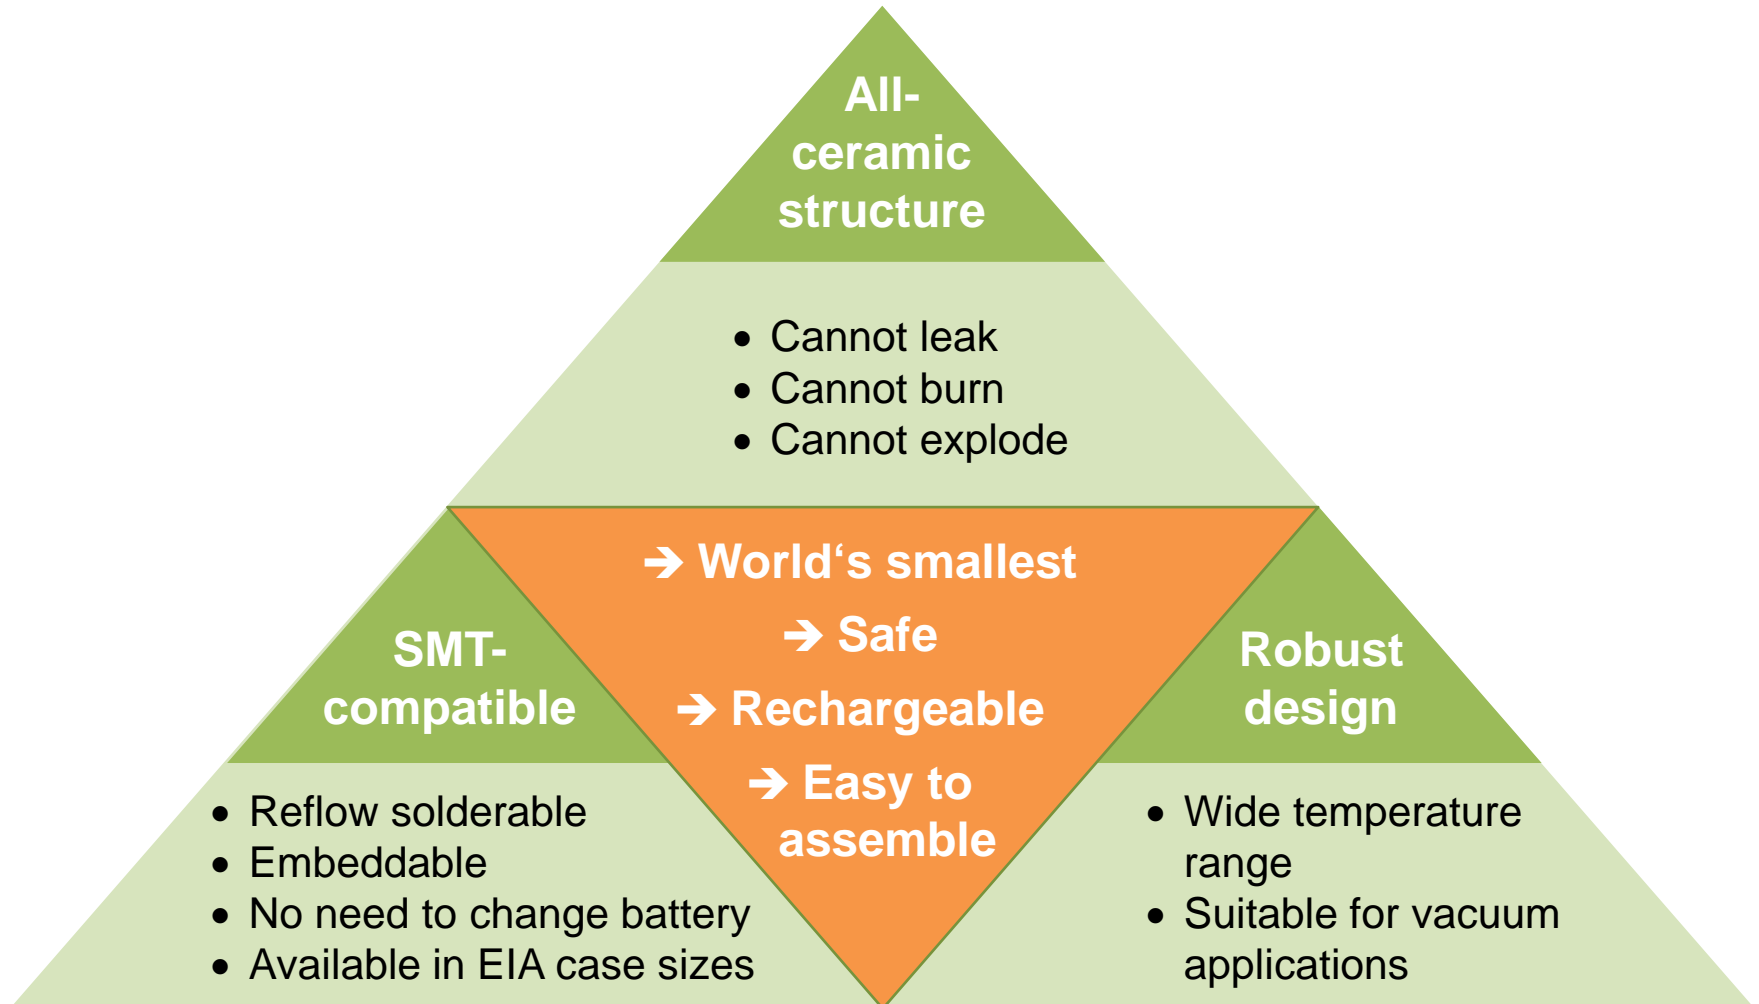 All-
ceramic
structure
• Cannot leak
• Cannot burn
• Cannot explode
➔ World‘s smallest
➔ Safe
➔ Rechargeable
➔ Easy to
assemble
SMT-
compatible
• Reflow solderable
• Embeddable
• No need to change battery
• Available in EIA case sizes
Robust
design
• Wide temperature
range
• Suitable for vacuum
applications